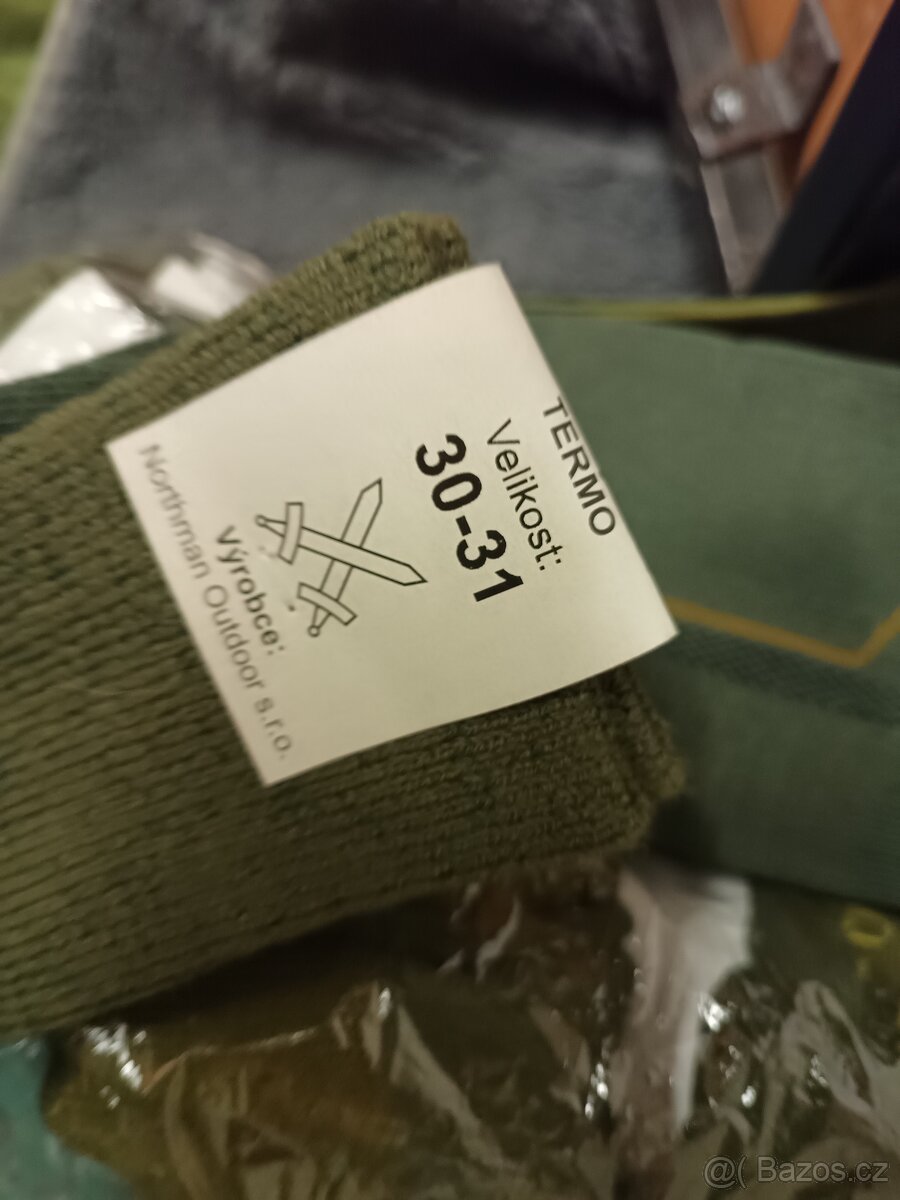 TERMO
Velikost:
30-31
Výrobce:
Northman Outdoor s.r.o.
@( Bazos.cz